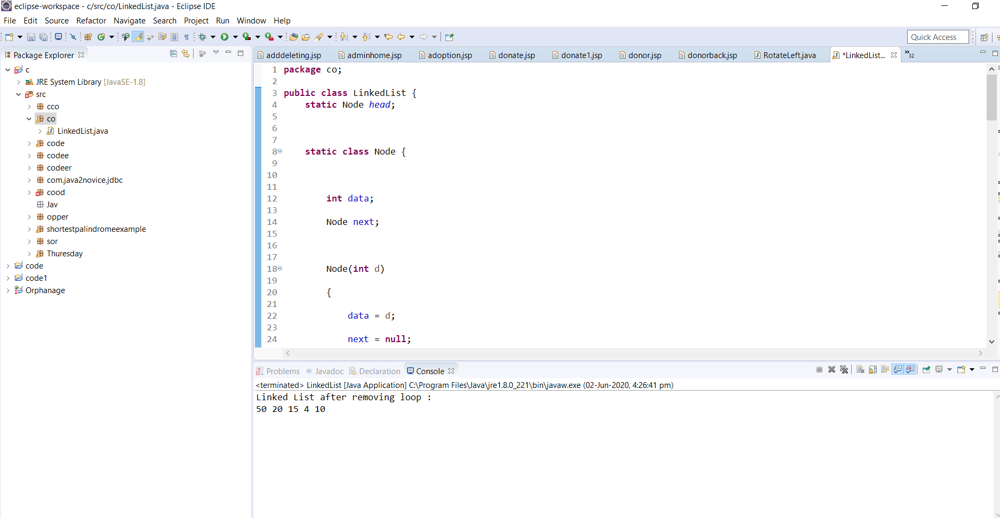 eclipse-workspace - c/src/co/LinkedList.java - Eclipse IDE
File Edit Source Refactor Navigate Search Project Run Window Help
Quick Access
Package Explorer
c
JRE System Library [JavaSE-1.8]
src
cco
co
LinkedList.java
code
codee
codeer
com.java2novice.jdbc
cood
Jav
opper
shortestpalindromeexample
sor
Thuresday
code
code1
Orphanage
adddeleting.jsp adminhome.jsp adoption.jsp donate.jsp donate1.jsp donor.jsp donorback.jsp RotateLeft.java *LinkedList... »32
1 package co;
2
3 public class LinkedList {
4 static Node head;
5
6
7
8 static class Node {
9
10
11
12 int data;
13
14 Node next;
15
16
17
18 Node(int d)
19
20 {
21
22 data = d;
23
24 next = null;
Problems @ Javadoc Declaration Console
<terminated> LinkedList [Java Application] C:\Program Files\Java\jre1.8.0_221\bin\javaw.exe (02-Jun-2020, 4:26:41 pm)
Linked List after removing loop :
50 20 15 4 10